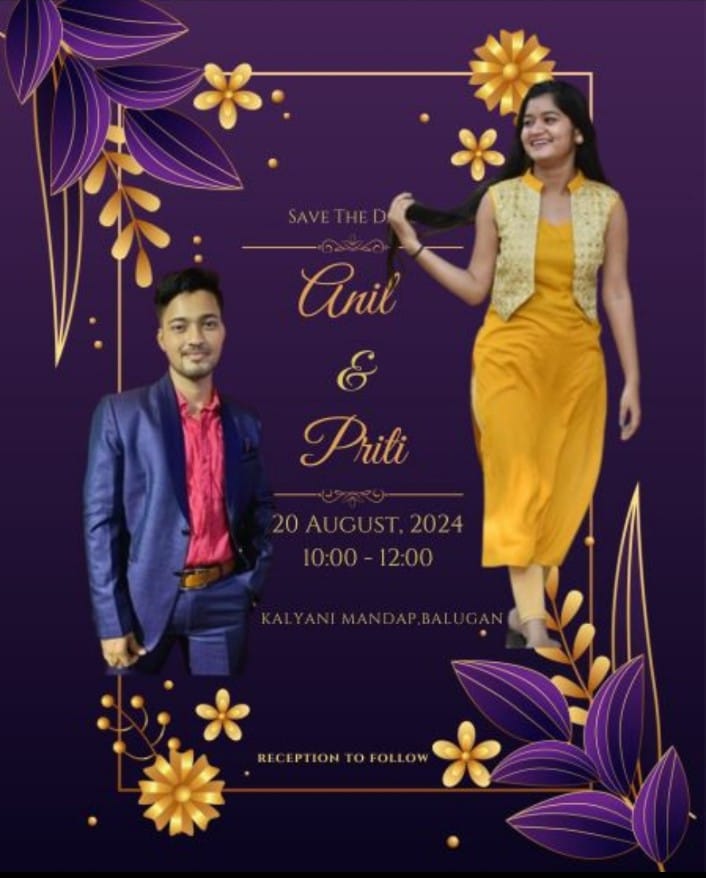 SAVE THE D
Anil
&
Priti
20 AUGUST, 2024
10:00 - 12:00
KALYANI MANDAP,BALUGAN
RECEPTION TO FOLLOW